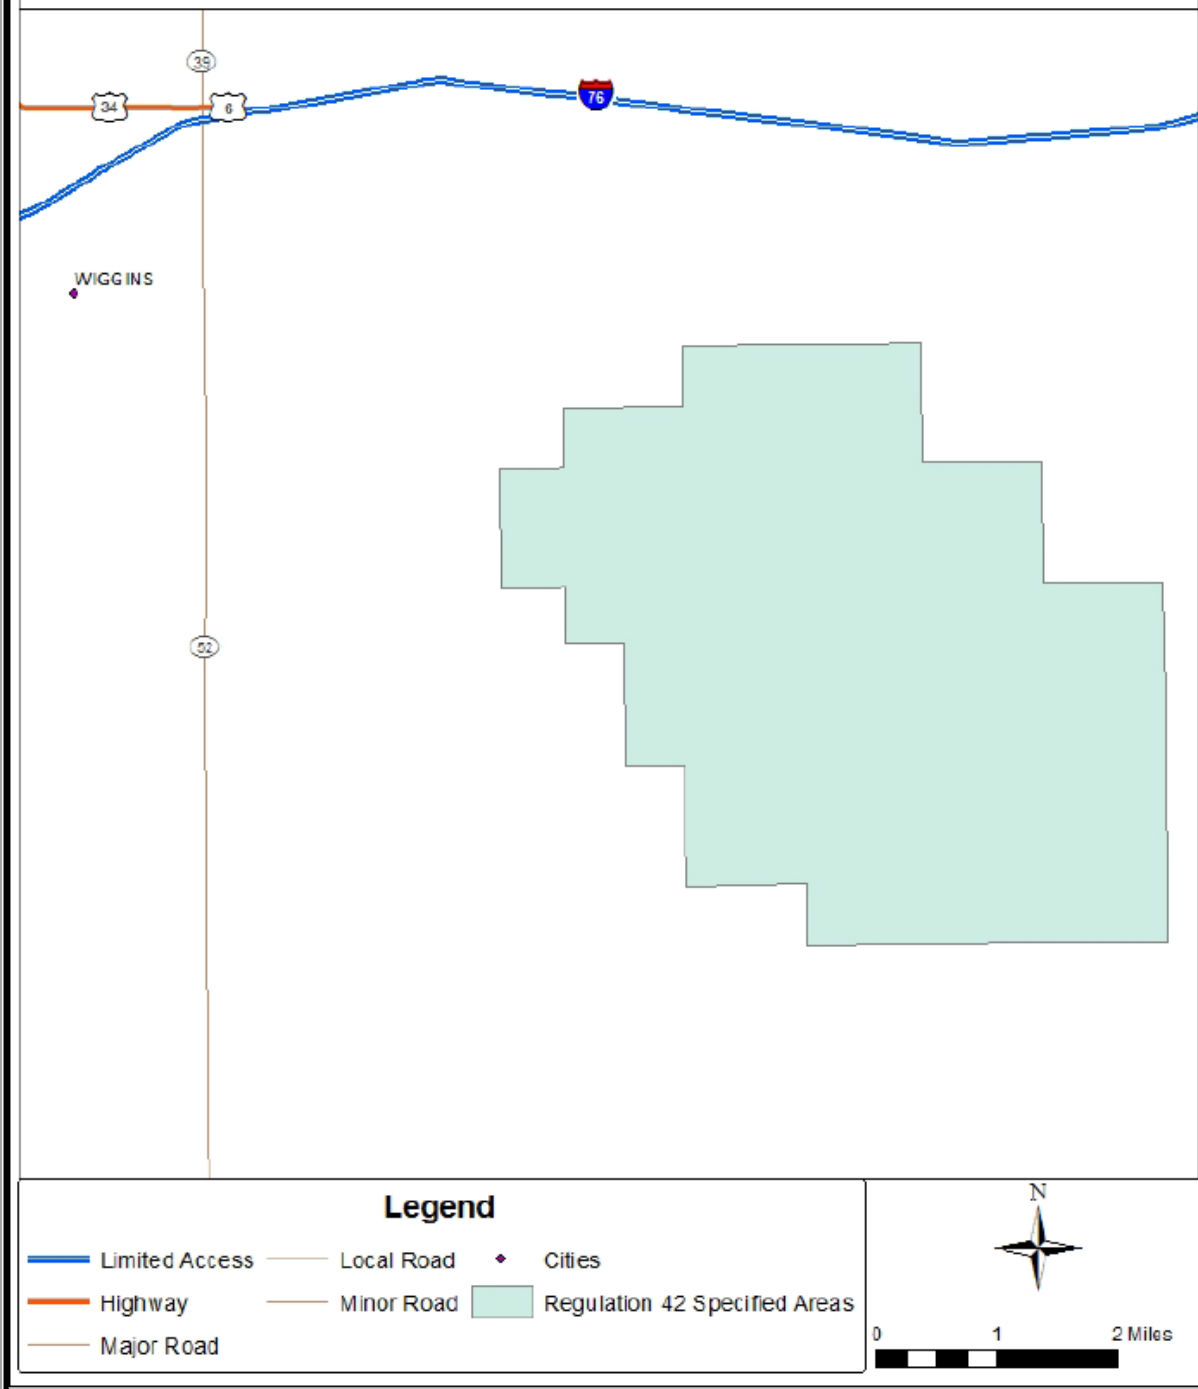 39
34
6
76
WIGGINS
52
Legend
Limited Access
Local Road
Cities
Highway
Minor Road
Regulation 42 Specified Areas
Major Road
N
0 1 2 Miles